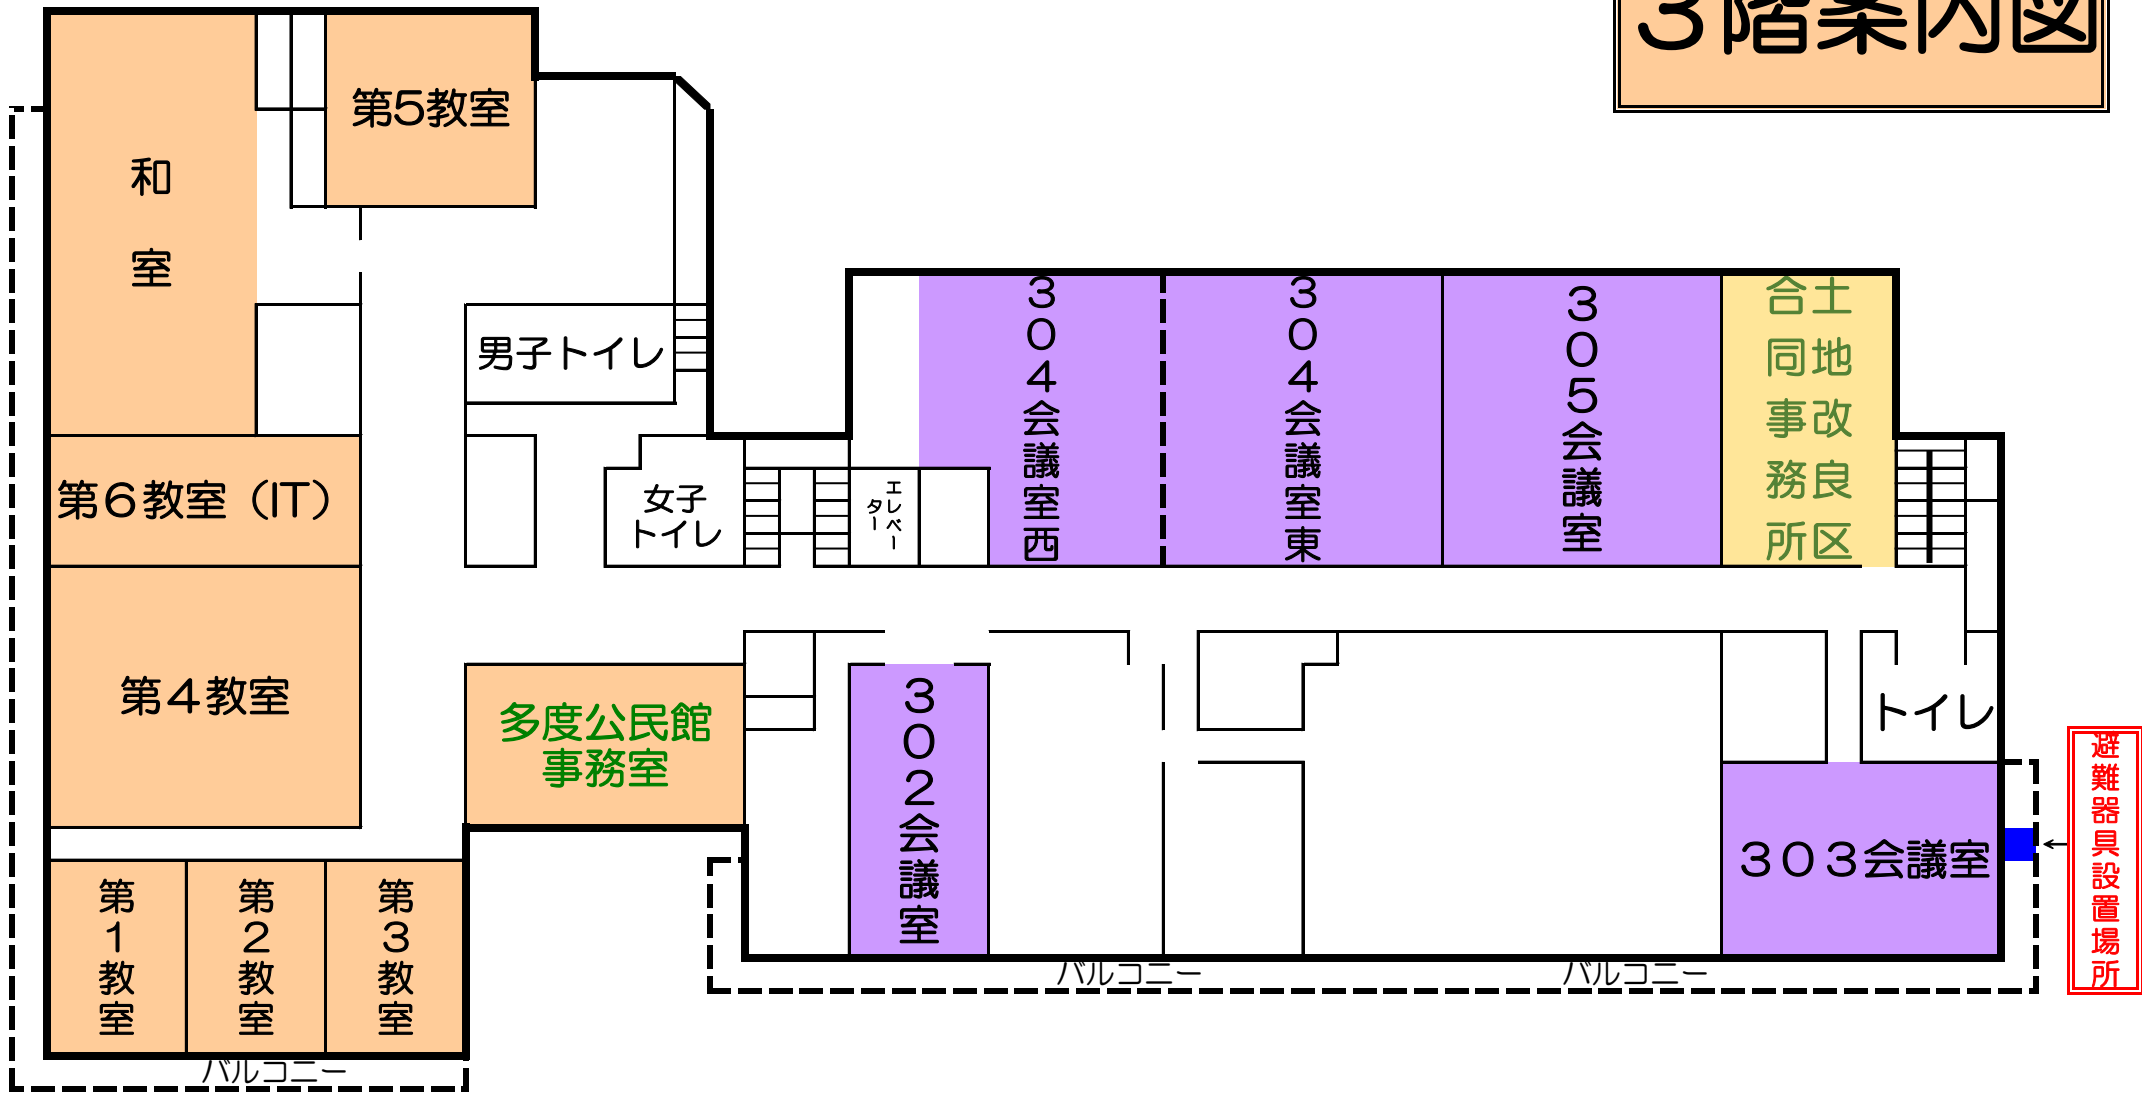 ３階案内図
第５教室
和室
男子トイレ
３０４会議室西
３０４会議室東
３０５会議室
土地改良区
合同事務所
第６教室（IT）
女子
トイレ
エレベー
ター
第４教室
多度公民館
事務室
３０２会議室
トイレ
３０３会議室
避難器具設置場所
第１教室
第２教室
第３教室
バルコニー
バルコニー
バルコニー